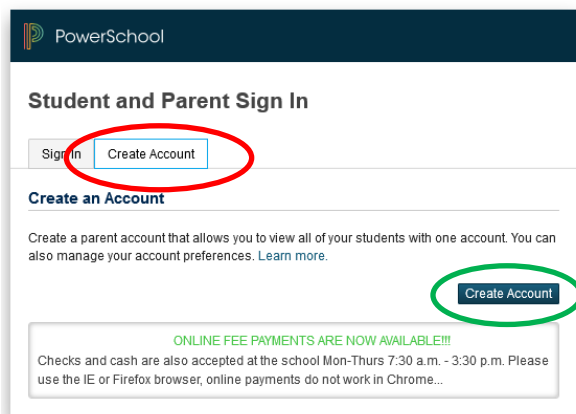 PowerSchool
Student and Parent Sign In
Sign In Create Account
Create an Account
Create a parent account that allows you to view all of your students with one account. You can
also manage your account preferences. Learn more.
Create Account
ONLINE FEE PAYMENTS ARE NOW AVAILABLE!!!
Checks and cash are also accepted at the school Mon-Thurs 7:30 a.m. - 3:30 p.m. Please
use the IE or Firefox browser, online payments do not work in Chrome...